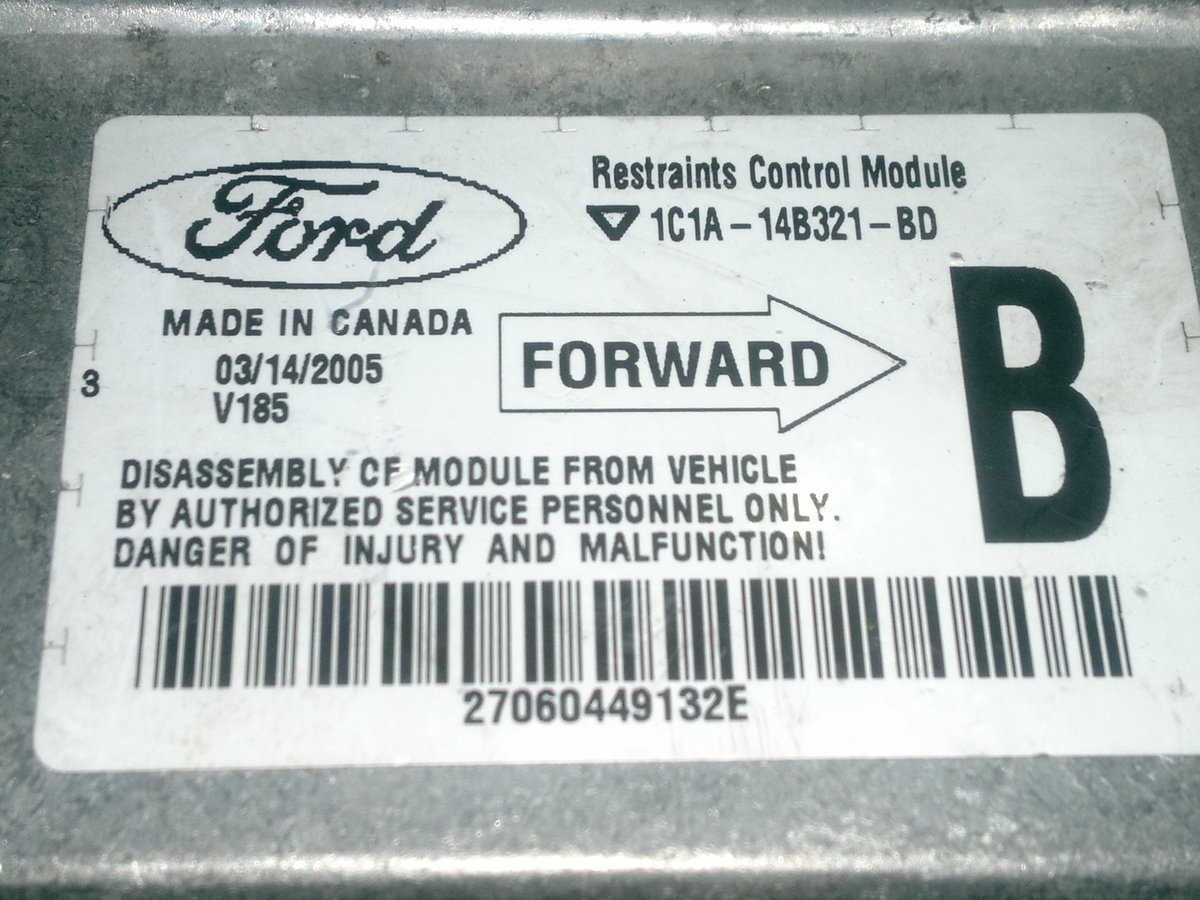 Ford
Restraints Control Module
1C1A-14B321-BD
MADE IN CANADA
03/14/2005
V185
3
FORWARD
B
DISASSEMBLY OF MODULE FROM VEHICLE
BY AUTHORIZED SERVICE PERSONNEL ONLY.
DANGER OF INJURY AND MALFUNCTION!
27060449132E